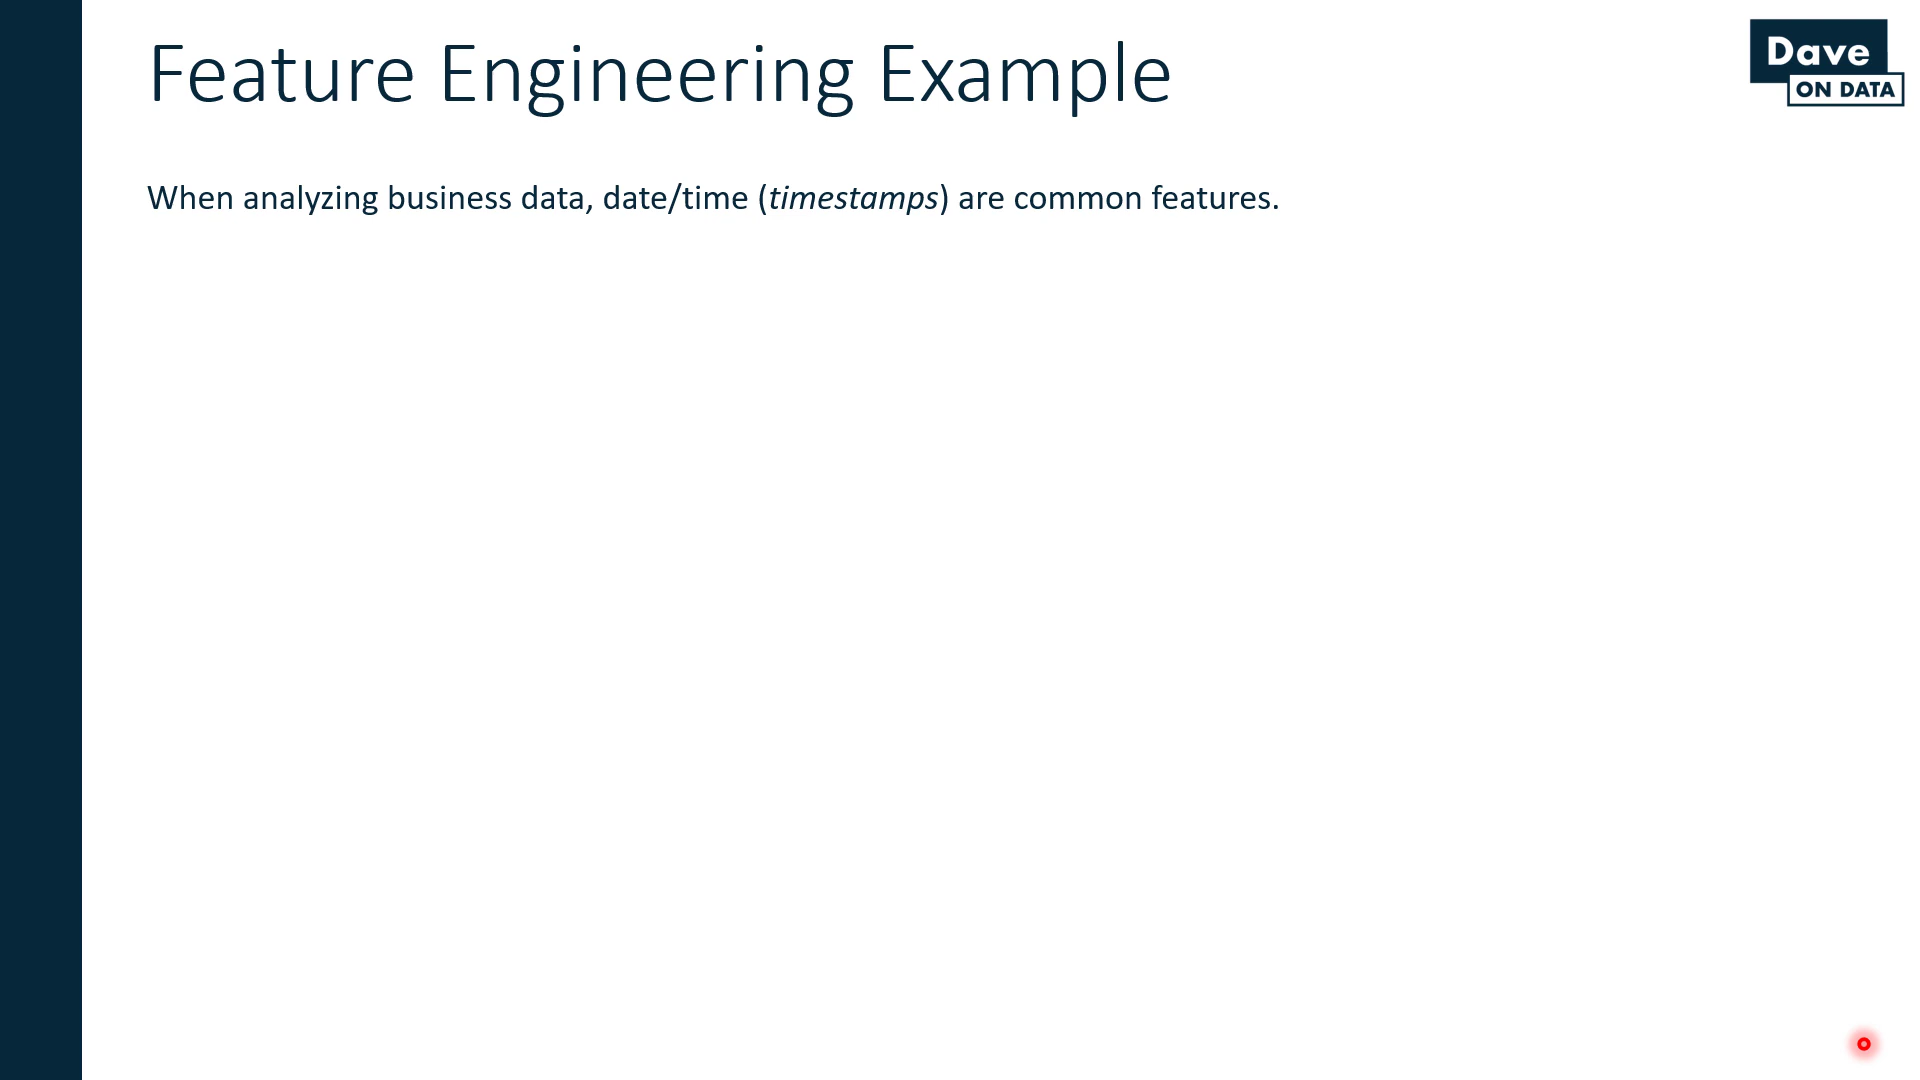 Feature Engineering Example
Dave
ON DATA
When analyzing business data, date/time (timestamps) are common features.